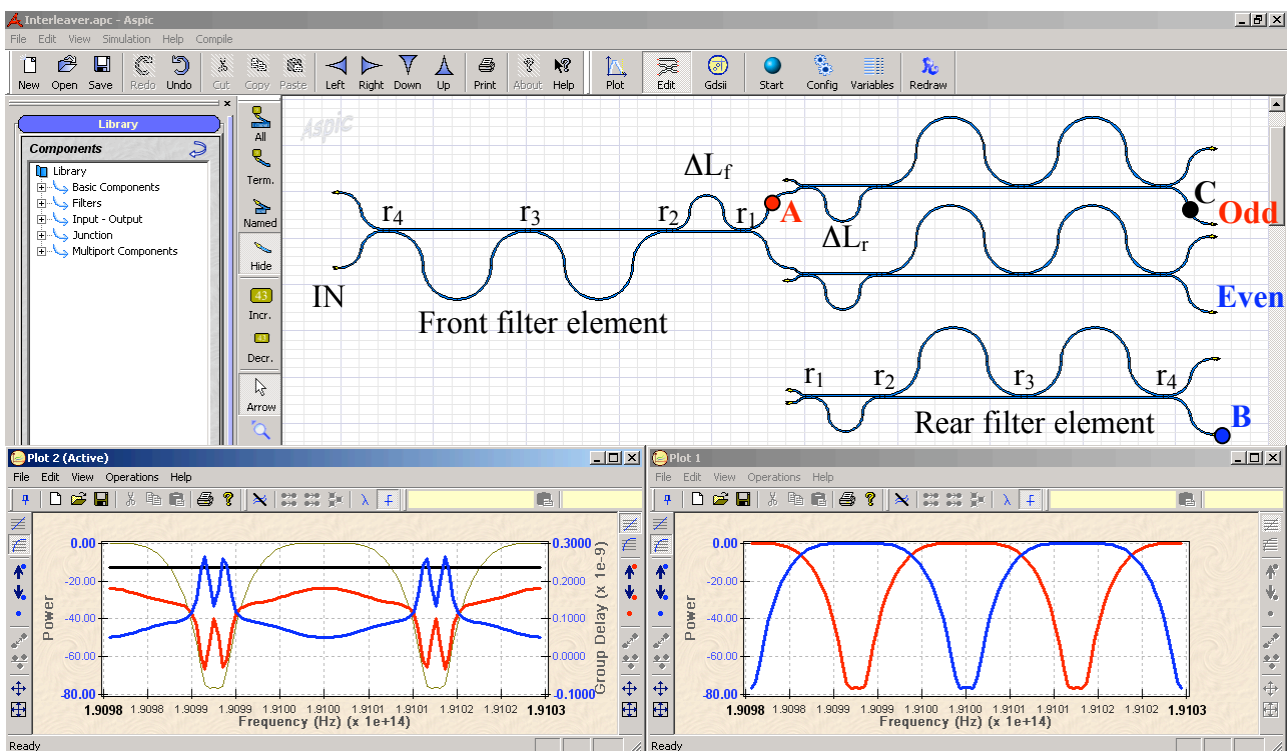 Interleaver.apc - Aspic
File Edit View Simulation Help Compile
New Open Save Redo Undo Cut Copy Paste Left Right Down Up Print About Help Plot Edit Gdsii Start Config Variables Redraw
Library
Components
Library
Basic Components
Filters
Input - Output
Junction
Multiport Components
All
Term.
Named
Hide
43
Incr.
43
Decr.
Arrow
Aspic
ΔLf
r4 r3 r2 r1
A
IN
Front filter element
ΔLr
C
Odd
Even
r1 r2 r3 r4
Rear filter element
B
Plot 2 (Active)
File Edit View Operations Help
λ F
0.00
-20.00
-40.00
-60.00
-80.00
Power
0.3000
0.2000
0.1000
0.0000
-0.1000
Group Delay (x 1e-9)
1.9098 1.9098 1.9099 1.9099 1.9100 1.9100 1.9101 1.9101 1.9102 1.9102 1.9103
Frequency (Hz) (x 1e+14)
Ready
Plot 1
File Edit View Operations Help
λ F
0.00
-20.00
-40.00
-60.00
-80.00
Power
1.9098 1.9098 1.9099 1.9099 1.9100 1.9100 1.9101 1.9101 1.9102 1.9102 1.9103
Frequency (Hz) (x 1e+14)
Ready